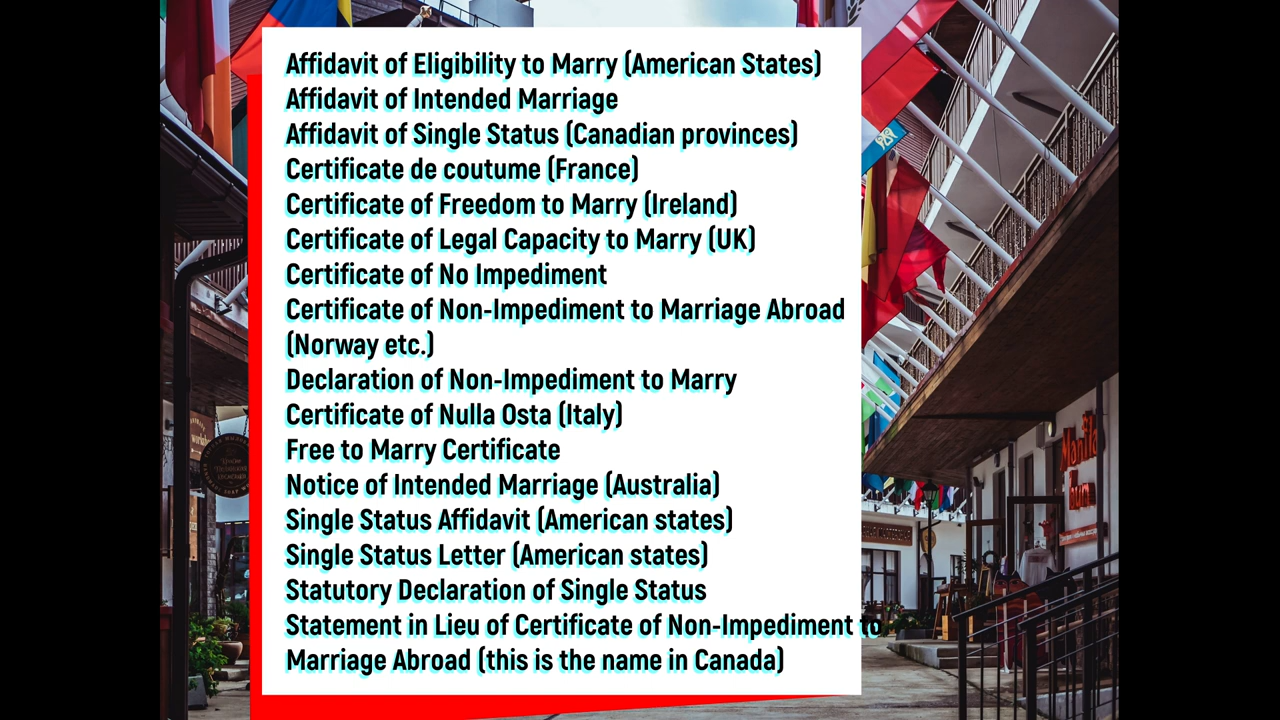 Affidavit of Eligibility to Marry (American States)
Affidavit of Intended Marriage
Affidavit of Single Status (Canadian provinces)
Certificate de coutume (France)
Certificate of Freedom to Marry (Ireland)
Certificate of Legal Capacity to Marry (UK)
Certificate of No Impediment
Certificate of Non-Impediment to Marriage Abroad
(Norway etc.)
Declaration of Non-Impediment to Marry
Certificate of Nulla Osta (Italy)
Free to Marry Certificate
Notice of Intended Marriage (Australia)
Single Status Affidavit (American states)
Single Status Letter (American states)
Statutory Declaration of Single Status
Statement in Lieu of Certificate of Non-Impediment to
Marriage Abroad (this is the name in Canada)
Manila
Town